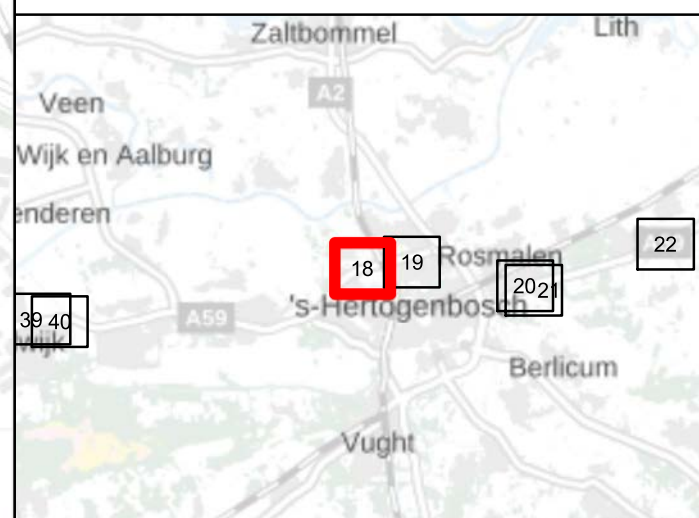 Zaltbommel
Lith
A2
Veen
Wijk en Aalburg
enderen
22
Rosmalen
19
18
20
21
's-Hertogenbosch
A59
39
40
wijk
Berlicum
Vught